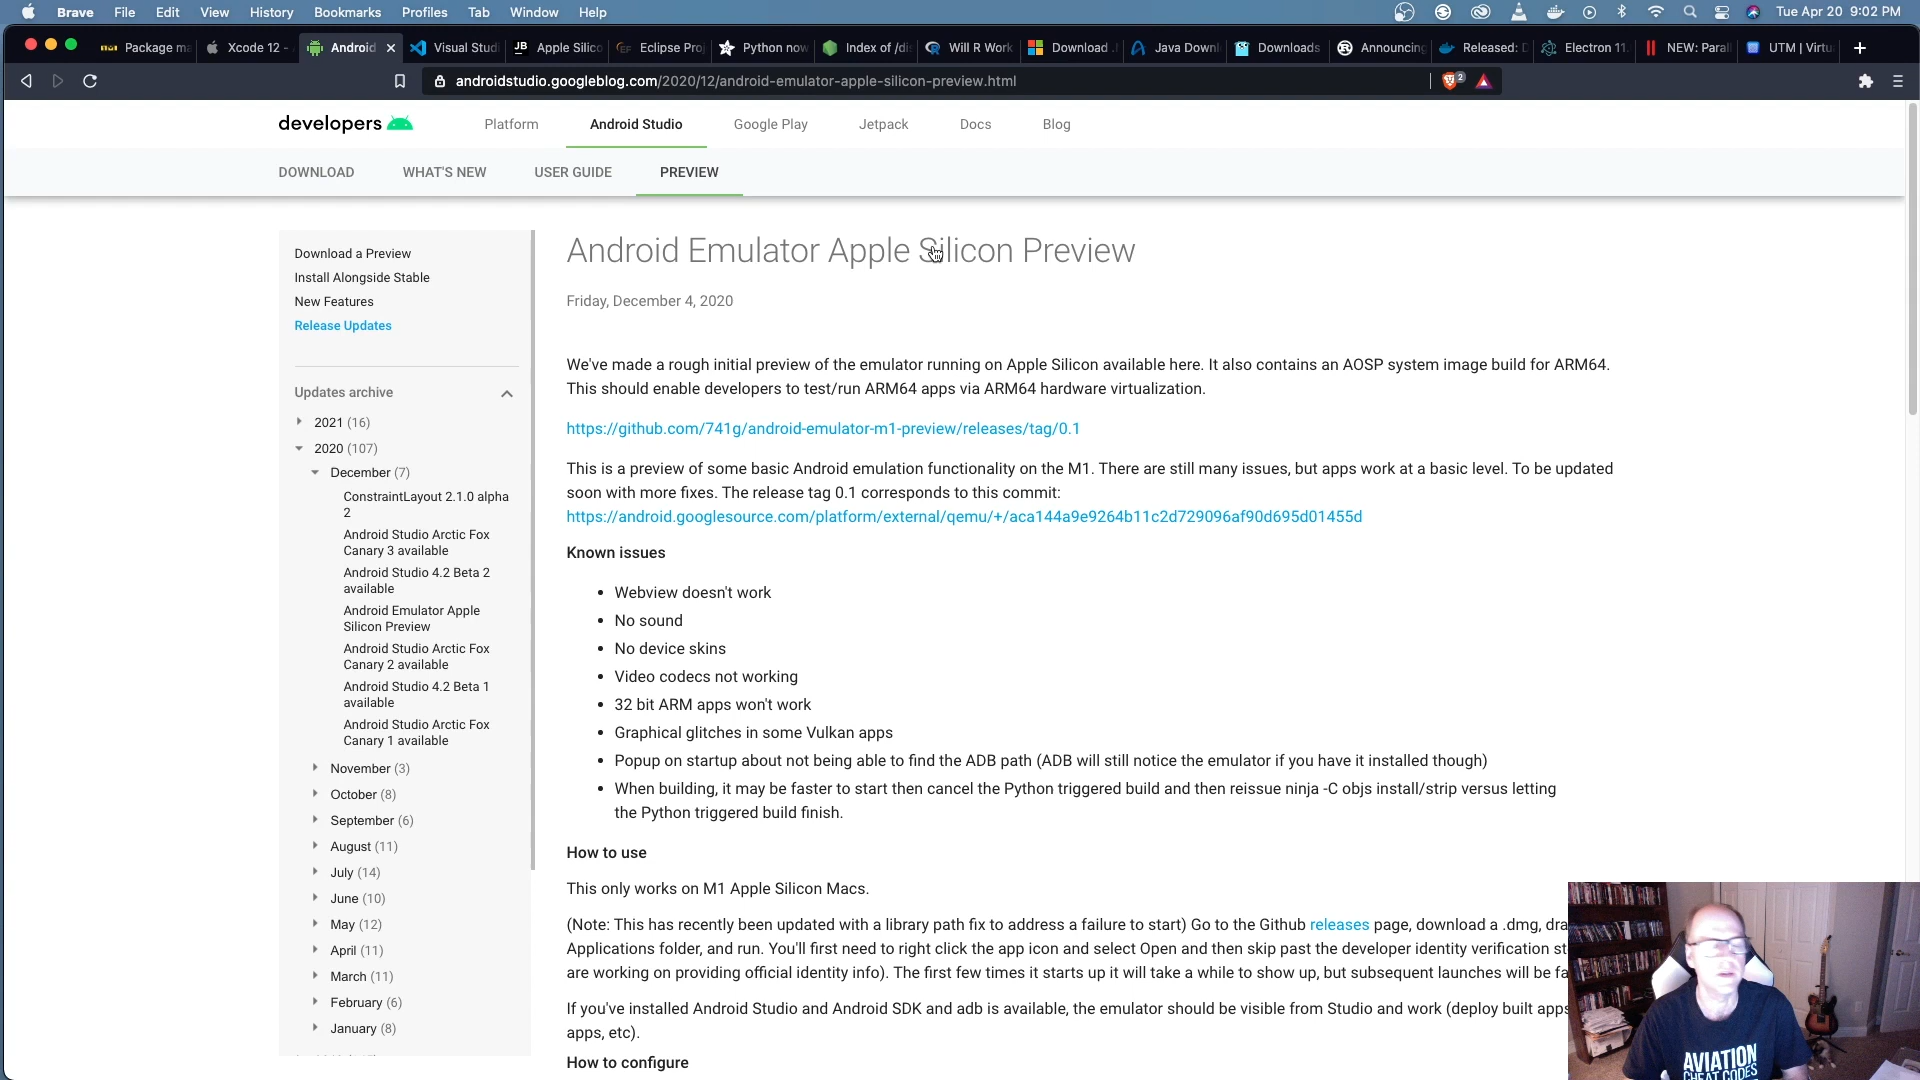 Brave File Edit View History Bookmarks Profiles Tab Window Help Tue Apr 20 9:02 PM
Package ma Xcode 12 - Android Visual Studi Apple Silico Eclipse Proj Python now Index of /dis Will R Work Download . Java Downl Downloads Announcing Released: D Electron 11. NEW: Paral UTM | Virtu
androidstudio.googleblog.com/2020/12/android-emulator-apple-silicon-preview.html 2
developers Platform Android Studio Google Play Jetpack Docs Blog
DOWNLOAD WHAT'S NEW USER GUIDE PREVIEW
Download a Preview
Install Alongside Stable
New Features
Release Updates
Updates archive
2021 (16)
2020 (107)
December (7)
ConstraintLayout 2.1.0 alpha
2
Android Studio Arctic Fox
Canary 3 available
Android Studio 4.2 Beta 2
available
Android Emulator Apple
Silicon Preview
Android Studio Arctic Fox
Canary 2 available
Android Studio 4.2 Beta 1
available
Android Studio Arctic Fox
Canary 1 available
November (3)
October (8)
September (6)
August (11)
July (14)
June (10)
May (12)
April (11)
March (11)
February (6)
January (8)
Android Emulator Apple Silicon Preview
Friday, December 4, 2020
We've made a rough initial preview of the emulator running on Apple Silicon available here. It also contains an AOSP system image build for ARM64.
This should enable developers to test/run ARM64 apps via ARM64 hardware virtualization.
https://github.com/741g/android-emulator-m1-preview/releases/tag/0.1
This is a preview of some basic Android emulation functionality on the M1. There are still many issues, but apps work at a basic level. To be updated
soon with more fixes. The release tag 0.1 corresponds to this commit:
https://android.googlesource.com/platform/external/qemu/+/aca144a9e9264b11c2d729096af90d695d01455d
Known issues
• Webview doesn't work
• No sound
• No device skins
• Video codecs not working
• 32 bit ARM apps won't work
• Graphical glitches in some Vulkan apps
• Popup on startup about not being able to find the ADB path (ADB will still notice the emulator if you have it installed though)
• When building, it may be faster to start then cancel the Python triggered build and then reissue ninja -C objs install/strip versus letting
the Python triggered build finish.
How to use
This only works on M1 Apple Silicon Macs.
(Note: This has recently been updated with a library path fix to address a failure to start) Go to the Github releases page, download a .dmg, dra
Applications folder, and run. You'll first need to right click the app icon and select Open and then skip past the developer identity verification st
are working on providing official identity info). The first few times it starts up it will take a while to show up, but subsequent launches will be fa
If you've installed Android Studio and Android SDK and adb is available, the emulator should be visible from Studio and work (deploy built apps
apps, etc).
How to configure
AVIATION
CHEAT CODES